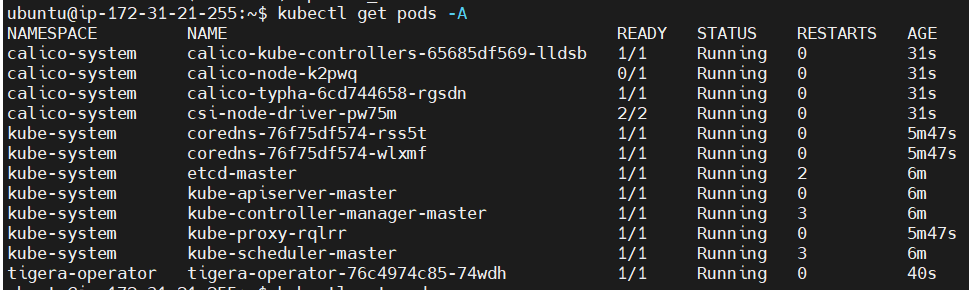 ubuntu@ip-172-31-21-255:~$ kubectl get pods -A
NAMESPACE NAME READY STATUS RESTARTS AGE
calico-system calico-kube-controllers-65685df569-lldsb 1/1 Running 0 31s
calico-system calico-node-k2pwq 0/1 Running 0 31s
calico-system calico-typha-6cd744658-rgsdn 1/1 Running 0 31s
calico-system csi-node-driver-pw75m 2/2 Running 0 31s
kube-system coredns-76f75df574-rss5t 1/1 Running 0 5m47s
kube-system coredns-76f75df574-wlxmf 1/1 Running 0 5m47s
kube-system etcd-master 1/1 Running 2 6m
kube-system kube-apiserver-master 1/1 Running 0 6m
kube-system kube-controller-manager-master 1/1 Running 3 6m
kube-system kube-proxy-rqlrr 1/1 Running 0 5m47s
kube-system kube-scheduler-master 1/1 Running 3 6m
tigera-operator tigera-operator-76c4974c85-74wdh 1/1 Running 0 40s